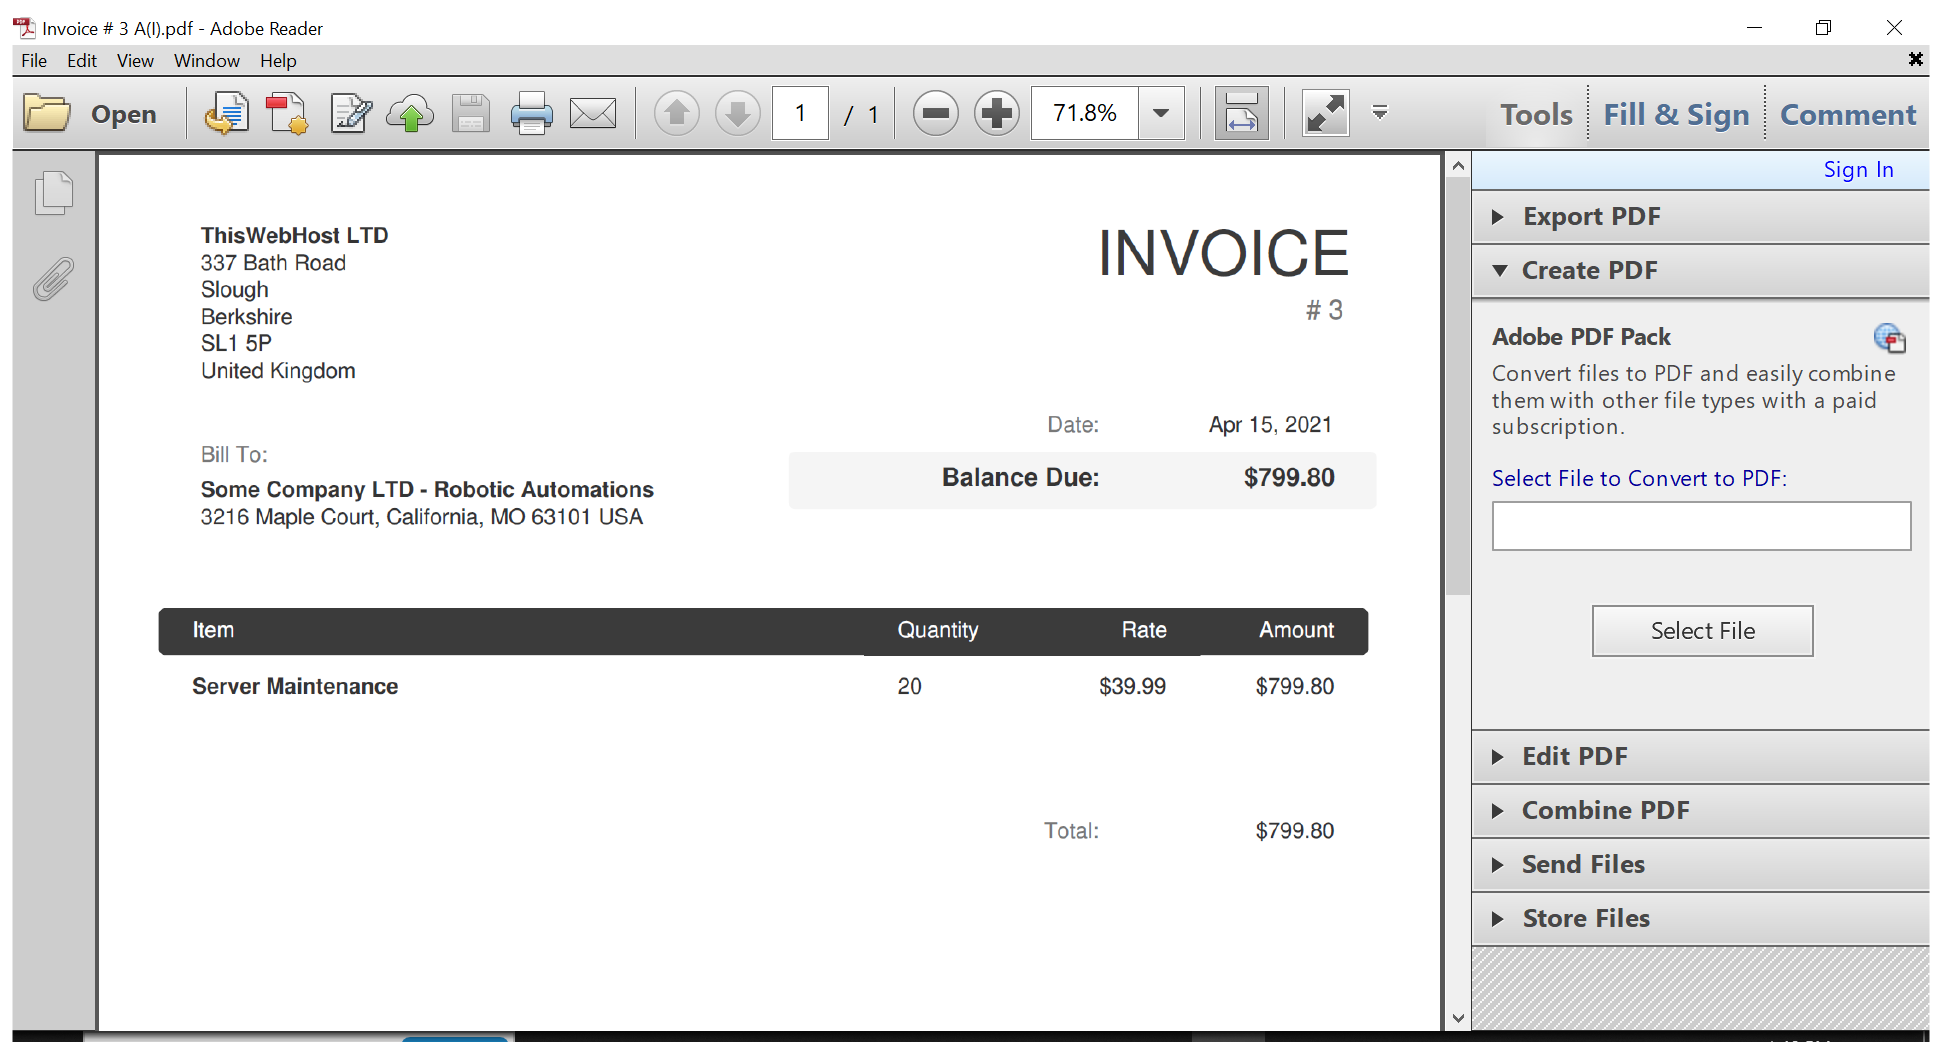 Invoice # 3 A(I).pdf - Adobe Reader
File Edit View Window Help
Open 1 / 1 71.8% Tools Fill & Sign Comment
Sign In
Export PDF
Create PDF
Adobe PDF Pack
Convert files to PDF and easily combine
them with other file types with a paid
subscription.
Select File to Convert to PDF:
Select File
Edit PDF
Combine PDF
Send Files
Store Files
ThisWebHost LTD
337 Bath Road
Slough
Berkshire
SL1 5P
United Kingdom
INVOICE
# 3
Date: Apr 15, 2021
Balance Due: $799.80
Bill To:
Some Company LTD - Robotic Automations
3216 Maple Court, California, MO 63101 USA
Item Quantity Rate Amount
Server Maintenance 20 $39.99 $799.80
Total: $799.80